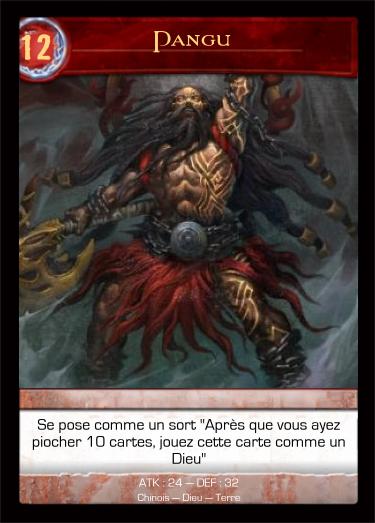 12
Pangu
Se pose comme un sort "Après que vous ayez
piocher 10 cartes, jouez cette carte comme un
Dieu"
ATK : 24 — DEF : 32
Chinois — Dieu — Terre